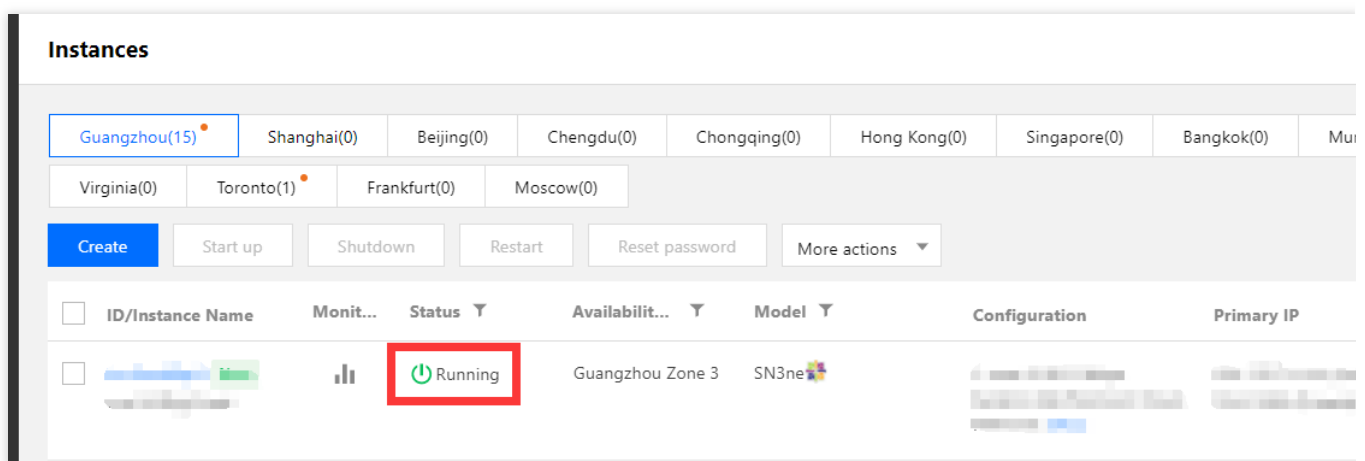 Instances
Guangzhou(15) Shanghai(0) Beijing(0) Chengdu(0) Chongqing(0) Hong Kong(0) Singapore(0) Bangkok(0)
Virginia(0) Toronto(1) Frankfurt(0) Moscow(0)
Create Start up Shutdown Restart Reset password More actions
ID/Instance Name Monit... Status Availabilit... Model Configuration Primary IP
Running Guangzhou Zone 3 SN3ne